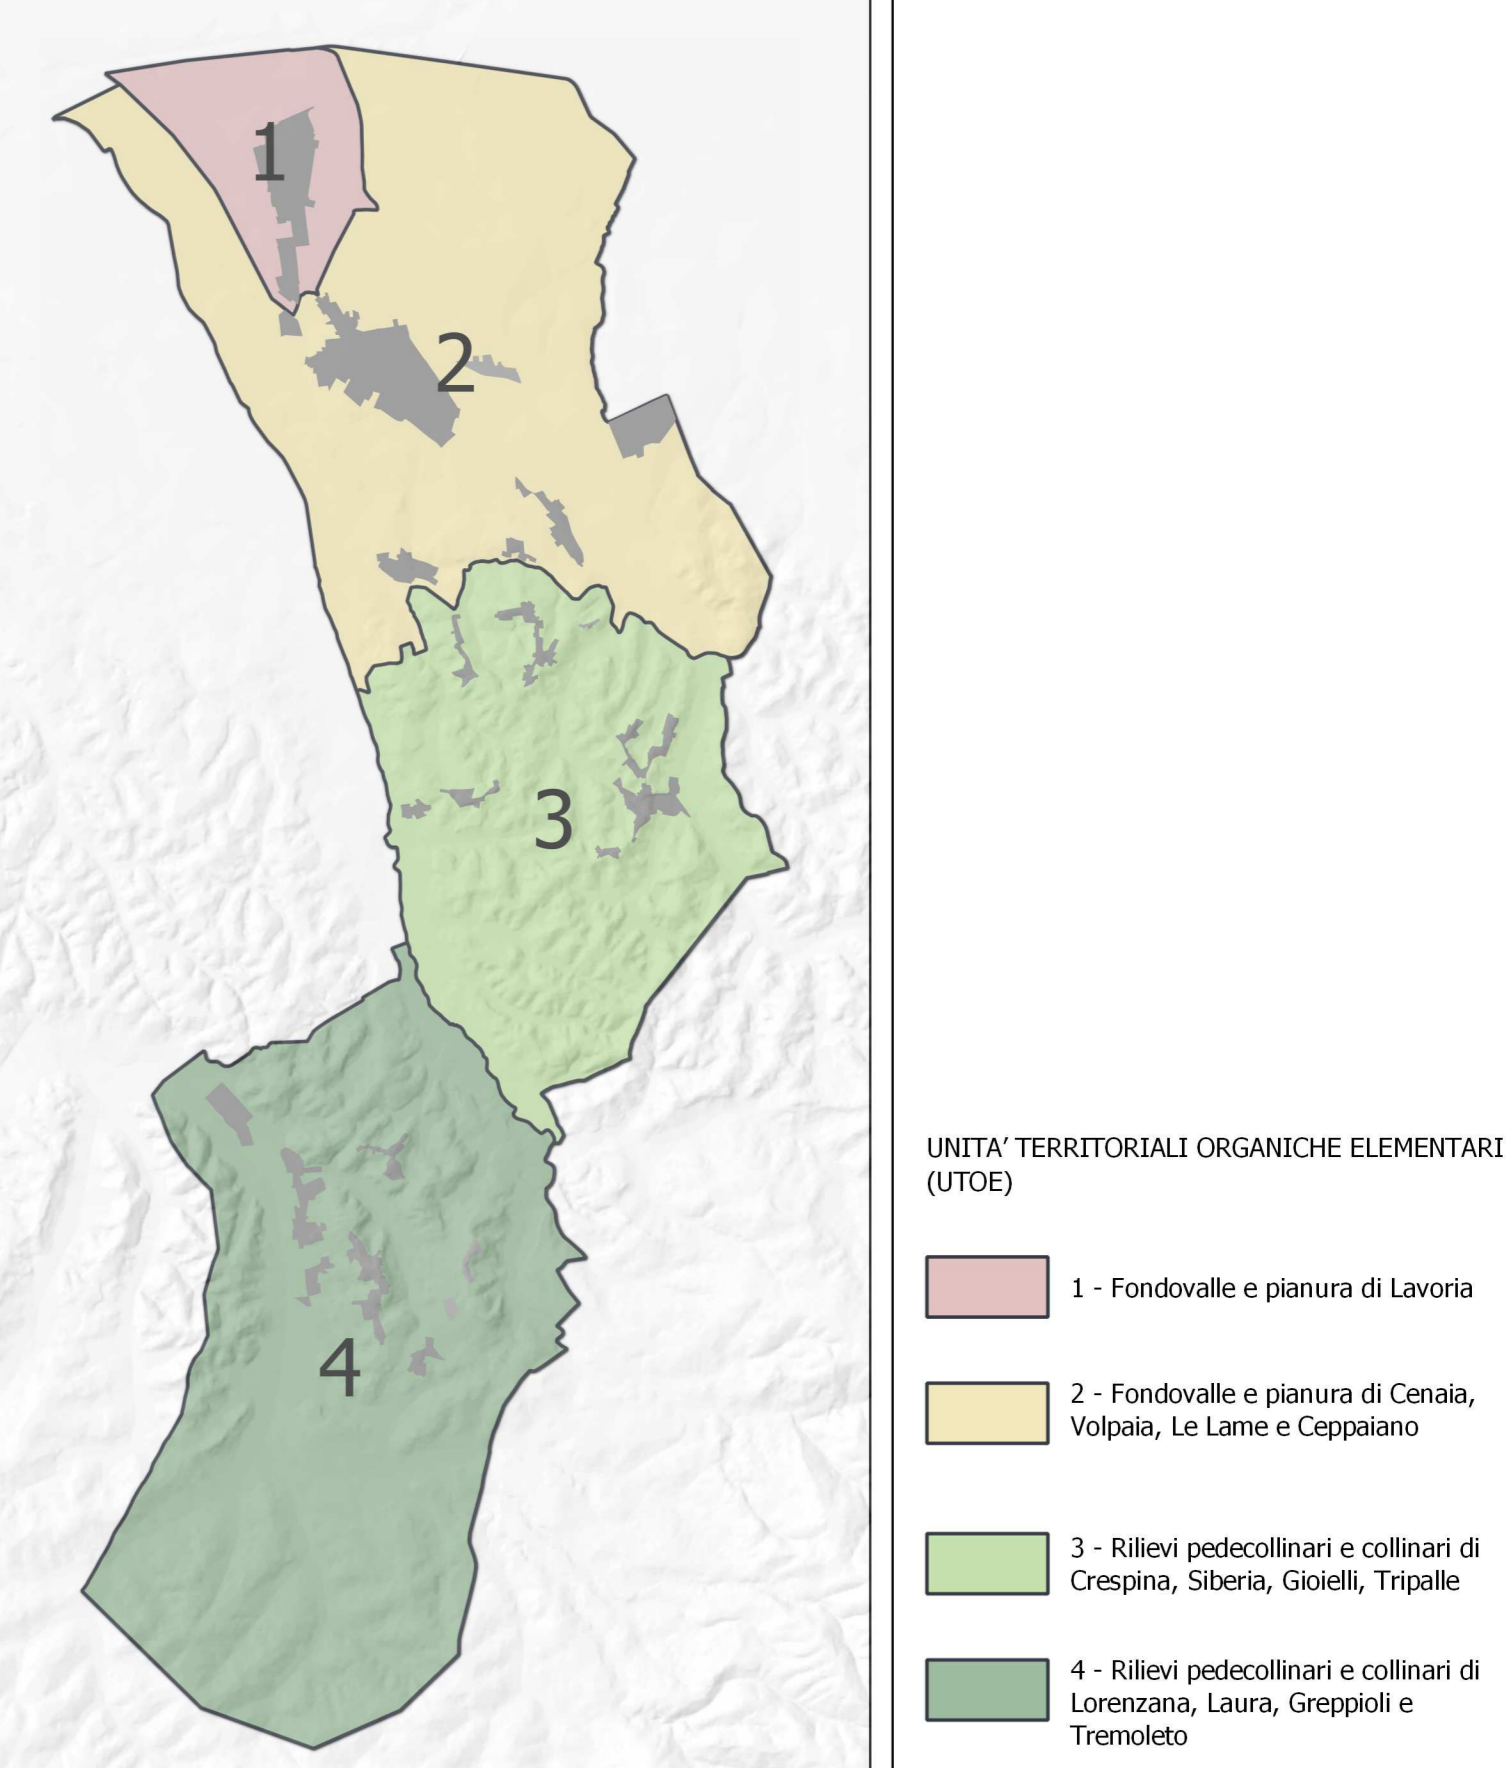 1
2
3
4
UNITA’ TERRITORIALI ORGANICHE ELEMENTARI
(UTOE)
1 - Fondovalle e pianura di Lavoria
2 - Fondovalle e pianura di Cenaia,
Volpaia, Le Lame e Ceppaiano
3 - Rilievi pedecollinari e collinari di
Crespina, Siberia, Gioielli, Tripalle
4 - Rilievi pedecollinari e collinari di
Lorenzana, Laura, Greppioli e
Tremoleto